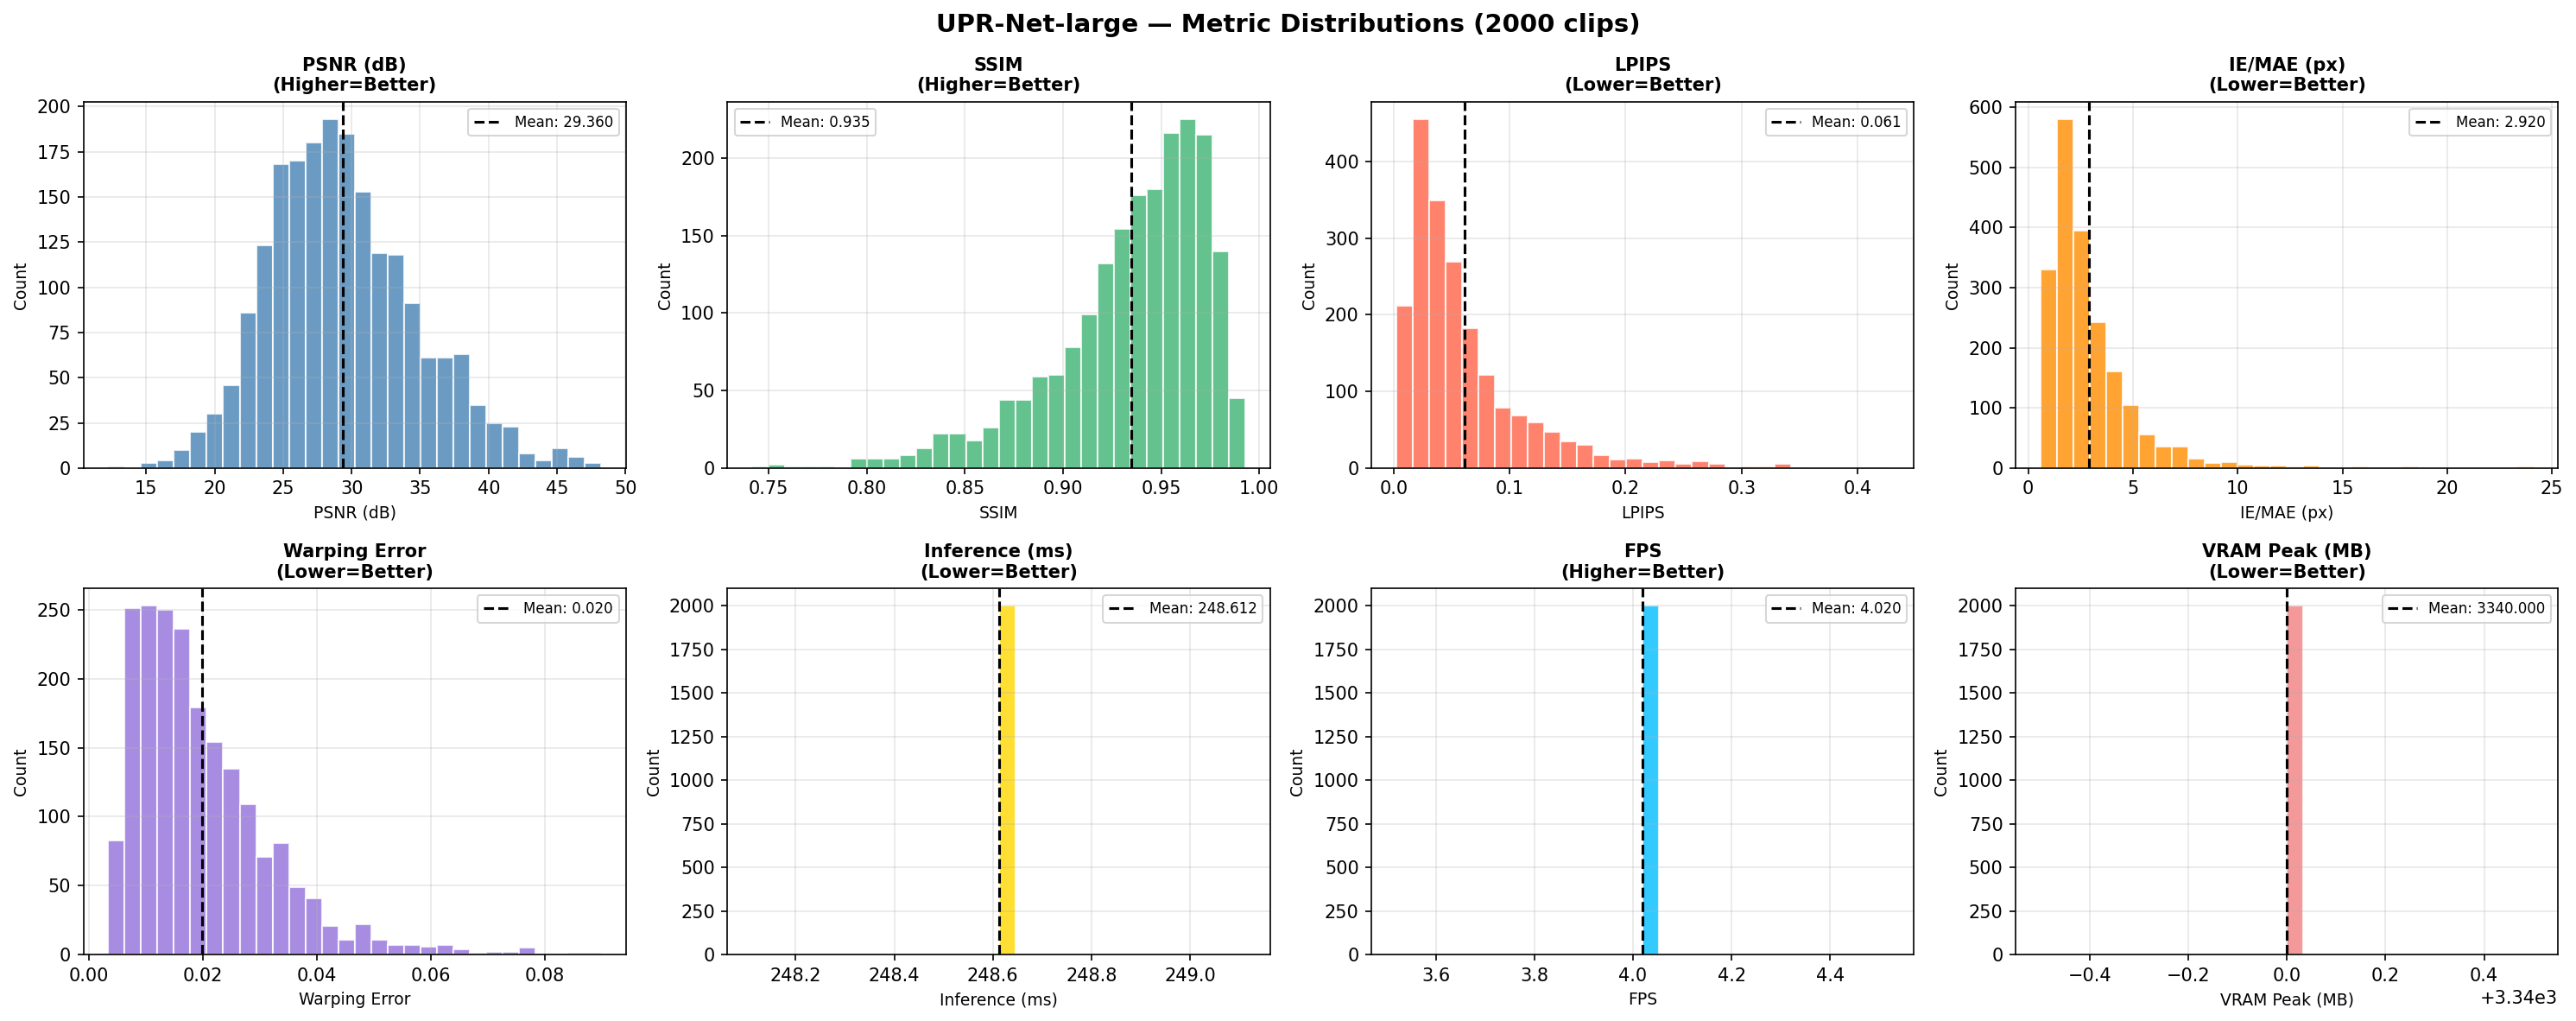 UPR-Net-large — Metric Distributions (2000 clips)
PSNR (dB)
(Higher=Better)
Mean: 29.360
Count
200
175
150
125
100
75
50
25
0
15 20 25 30 35 40 45 50
PSNR (dB)
SSIM
(Higher=Better)
Mean: 0.935
Count
200
150
100
50
0
0.75 0.80 0.85 0.90 0.95 1.00
SSIM
LPIPS
(Lower=Better)
Mean: 0.061
Count
400
300
200
100
0
0.0 0.1 0.2 0.3 0.4
LPIPS
IE/MAE (px)
(Lower=Better)
Mean: 2.920
Count
600
500
400
300
200
100
0
0 5 10 15 20 25
IE/MAE (px)
Warping Error
(Lower=Better)
Mean: 0.020
Count
250
200
150
100
50
0
0.00 0.02 0.04 0.06 0.08
Warping Error
Inference (ms)
(Lower=Better)
Mean: 248.612
Count
2000
1750
1500
1250
1000
750
500
250
0
248.2 248.4 248.6 248.8 249.0
Inference (ms)
FPS
(Higher=Better)
Mean: 4.020
Count
2000
1750
1500
1250
1000
750
500
250
0
3.6 3.8 4.0 4.2 4.4
FPS
VRAM Peak (MB)
(Lower=Better)
Mean: 3340.000
Count
2000
1750
1500
1250
1000
750
500
250
0
−0.4 −0.2 0.0 0.2 0.4
VRAM Peak (MB)
+3.34e3